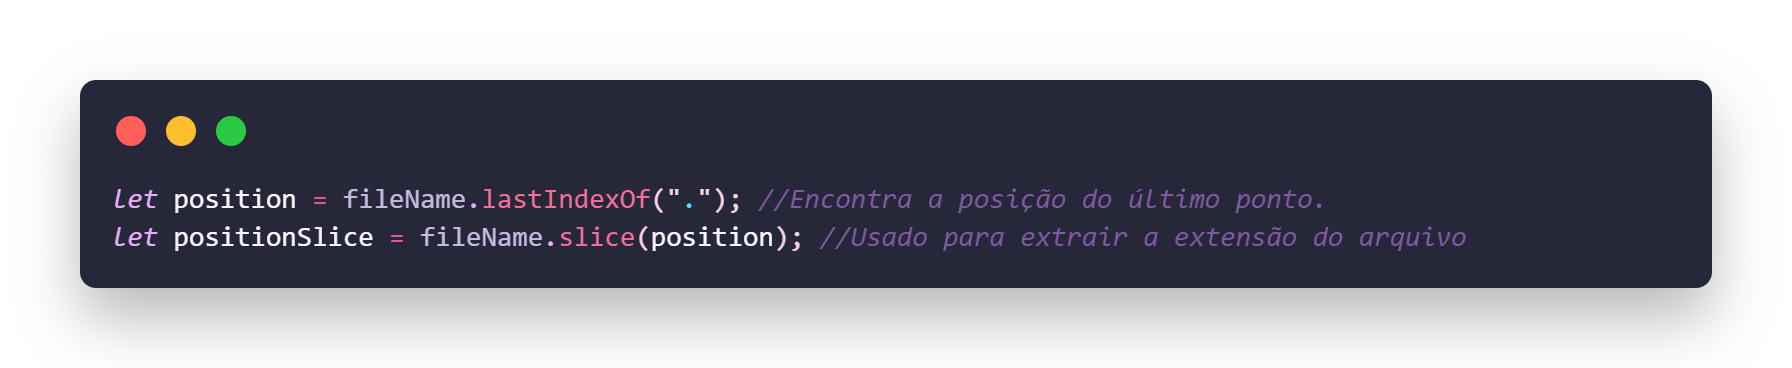 let position = fileName.lastIndexOf("."); //Encontra a posição do último ponto.
let positionSlice = fileName.slice(position); //Usado para extrair a extensão do arquivo